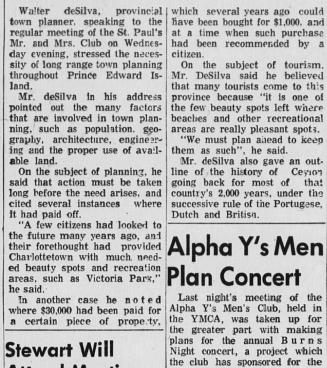 Walter deSilva, provincial
town planner, speaking to the
regular meeting of the St. Paul's
Mr. and Mrs. Club on Wednes-
day evening, stressed the neces-
sity of long range town planning
throughout Prince Edward Is-
land.
Mr. deSilva in his address
pointed out the many factors
that are involved in town plan-
ning, such as population, geo-
graphy, architecture, engineer-
ing and the proper use of avail-
able land.
On the subject of planning, he
said that action must be taken
long before the need arises, and
cited several instances where
it had paid off.
"A few citizens had looked to
the future many years ago, and
their forethought had provided
Charlottetown with much need-
ed beauty spots and recreation
areas, such as Victoria Park,"
he said.
In another case he noted
where $30,000 had been paid for
a certain piece of property,
Stewart Will
which several years ago could
have been bought for $1,000, and
at a time when such purchase
had been recommended by a
citizen.
On the subject of tourism,
Mr. DeSilva said he believed
that many tourists come to this
province because "it is one of
the few beauty spots left where
beaches and other recreational
areas are really pleasant spots.
"We must plan ahead to keep
them as such", he said.
Mr. deSilva also gave an out-
line of the history of Ceylon
going back for most of that
country's 2,000 years, under the
successive rule of the Portugese,
Dutch and British.
Alpha Y's Men
Plan Concert
Last night's meeting of the
Alpha Y's Men's Club, held in
the YMCA, was taken up for
the greater part with making
plans for the annual Burns
Night concert, a project which
the club has sponsored for the